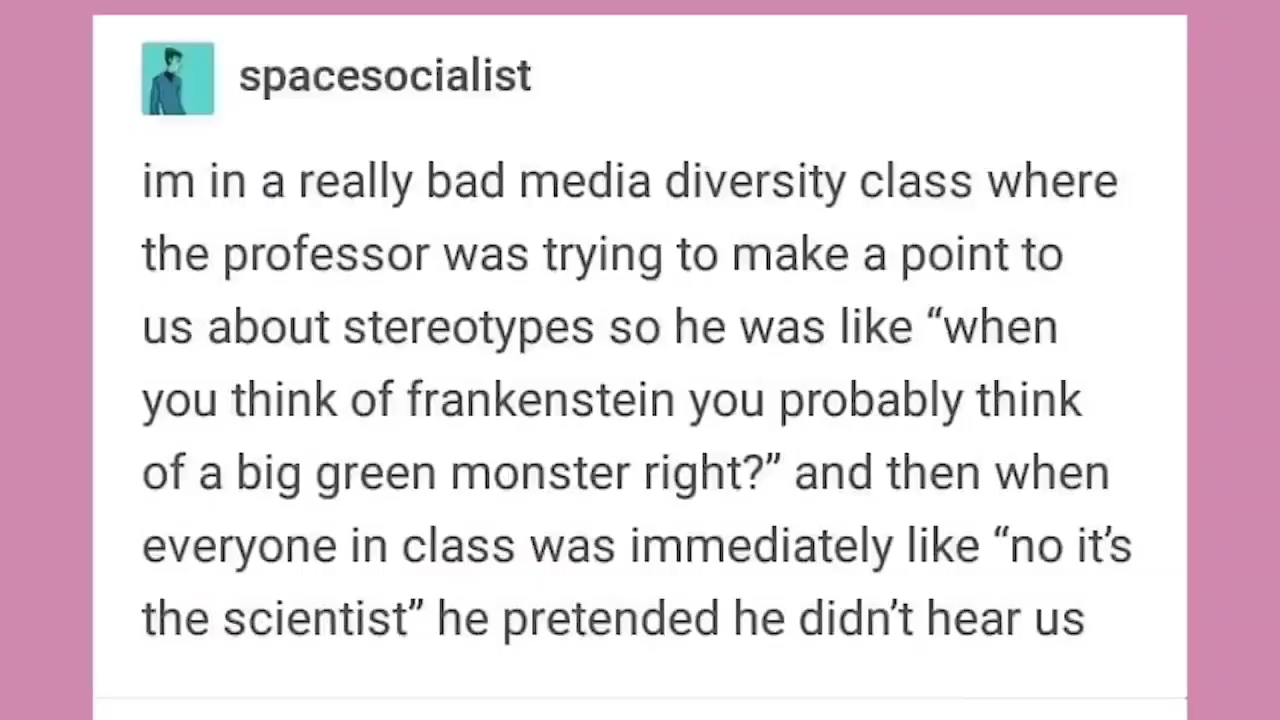 spacesocialist
im in a really bad media diversity class where
the professor was trying to make a point to
us about stereotypes so he was like “when
you think of frankenstein you probably think
of a big green monster right?” and then when
everyone in class was immediately like “no it’s
the scientist” he pretended he didn’t hear us